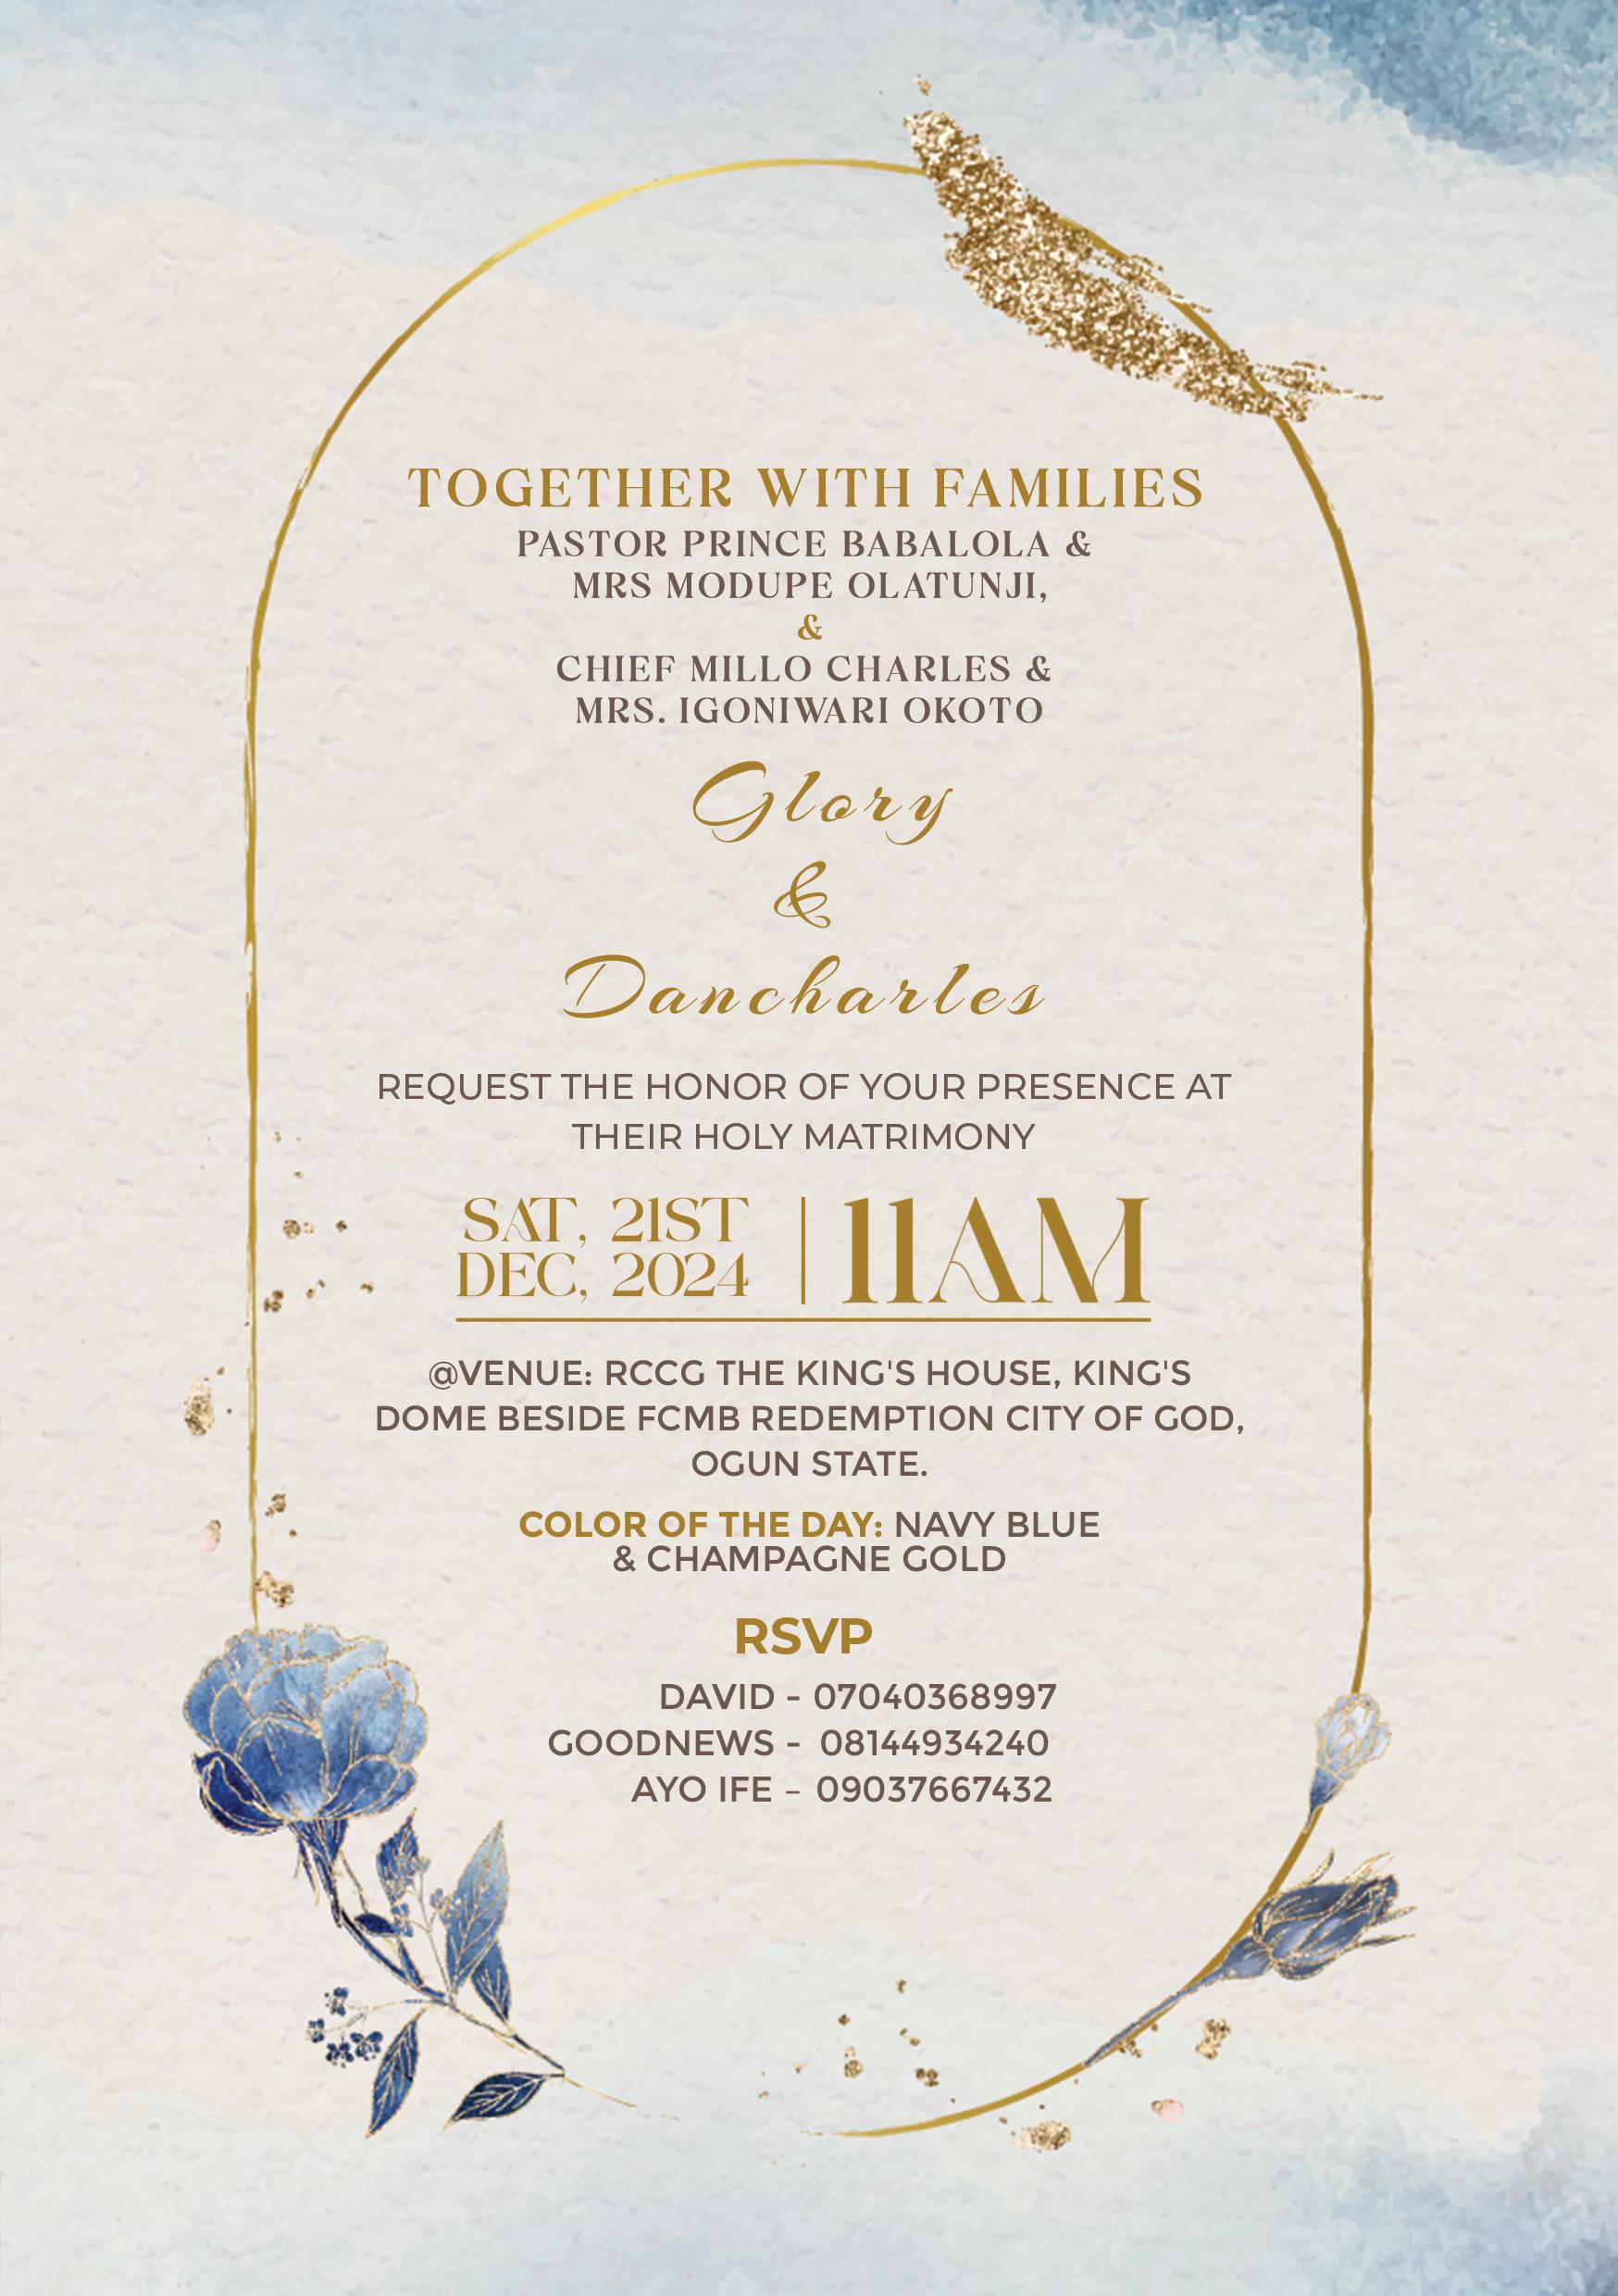 TOGETHER WITH FAMILIES
PASTOR PRINCE BABALOLA &
MRS MODUPE OLATUNJI,
&
CHIEF MILLO CHARLES &
MRS. IGONIWARI OKOTO
Glory
&
Dancharles
REQUEST THE HONOR OF YOUR PRESENCE AT
THEIR HOLY MATRIMONY
SAT, 21ST
DEC, 2024
11AM
@VENUE: RCCG THE KING'S HOUSE, KING'S
DOME BESIDE FCMB REDEMPTION CITY OF GOD,
OGUN STATE.
COLOR OF THE DAY: NAVY BLUE
& CHAMPAGNE GOLD
RSVP
DAVID - 07040368997
GOODNEWS - 08144934240
AYO IFE - 09037667432